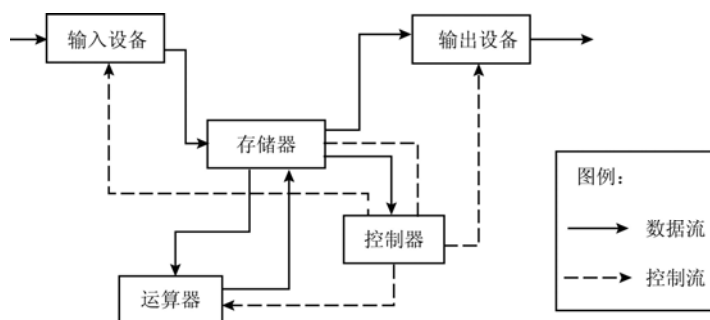 输入设备
输出设备
存储器
控制器
运算器
图例：
数据流
控制流